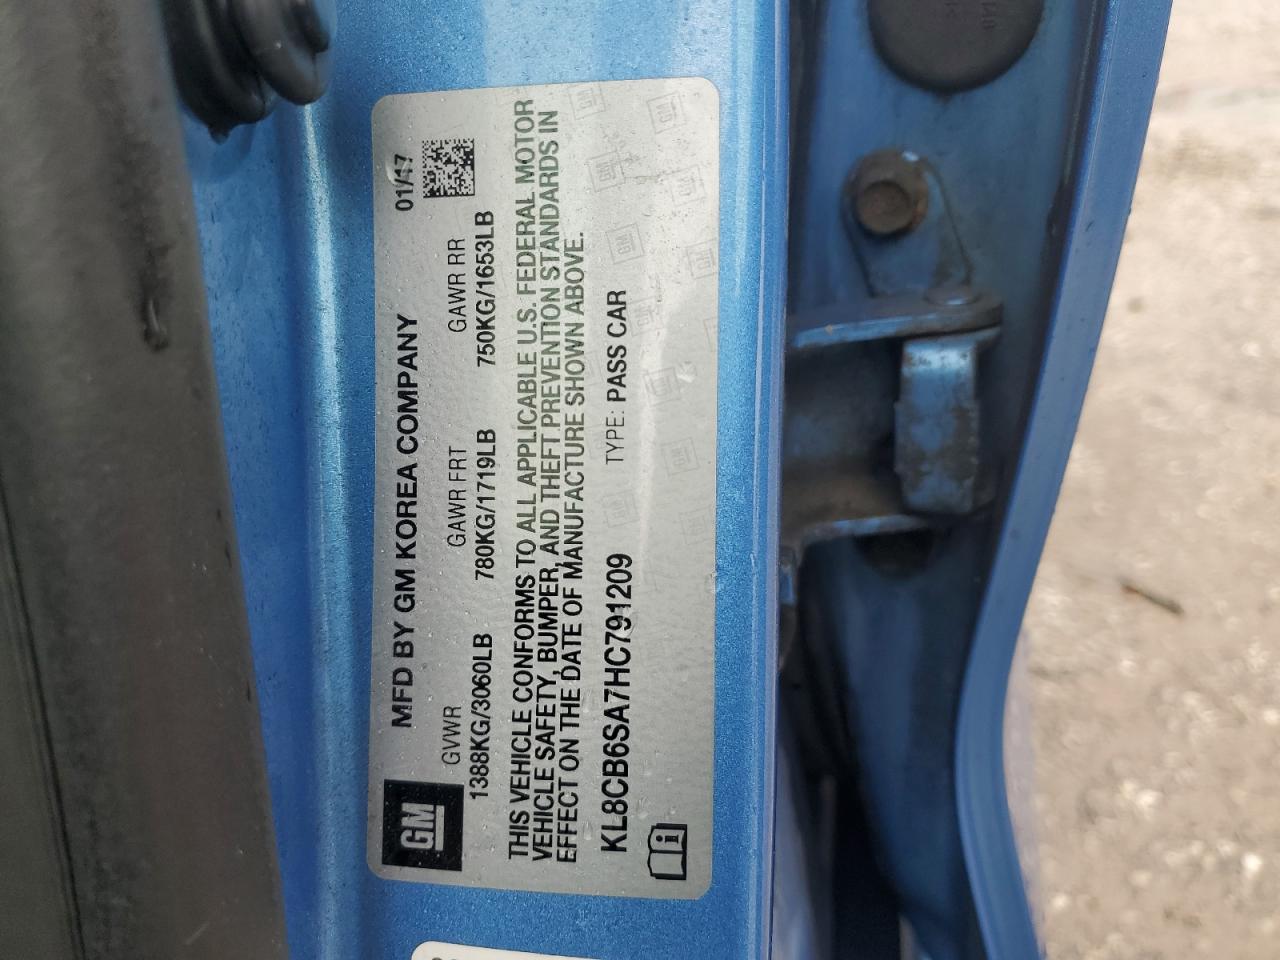 GM
MFD BY GM KOREA COMPANY
01/17
GVWR
GAWR FRT
GAWR RR
1388KG/3060LB
780KG/1719LB
750KG/1653LB
THIS VEHICLE CONFORMS TO ALL APPLICABLE U.S. FEDERAL MOTOR
VEHICLE SAFETY, BUMPER, AND THEFT PREVENTION STANDARDS IN
EFFECT ON THE DATE OF MANUFACTURE SHOWN ABOVE.
KL8CB6SA7HC791209
TYPE: PASS CAR